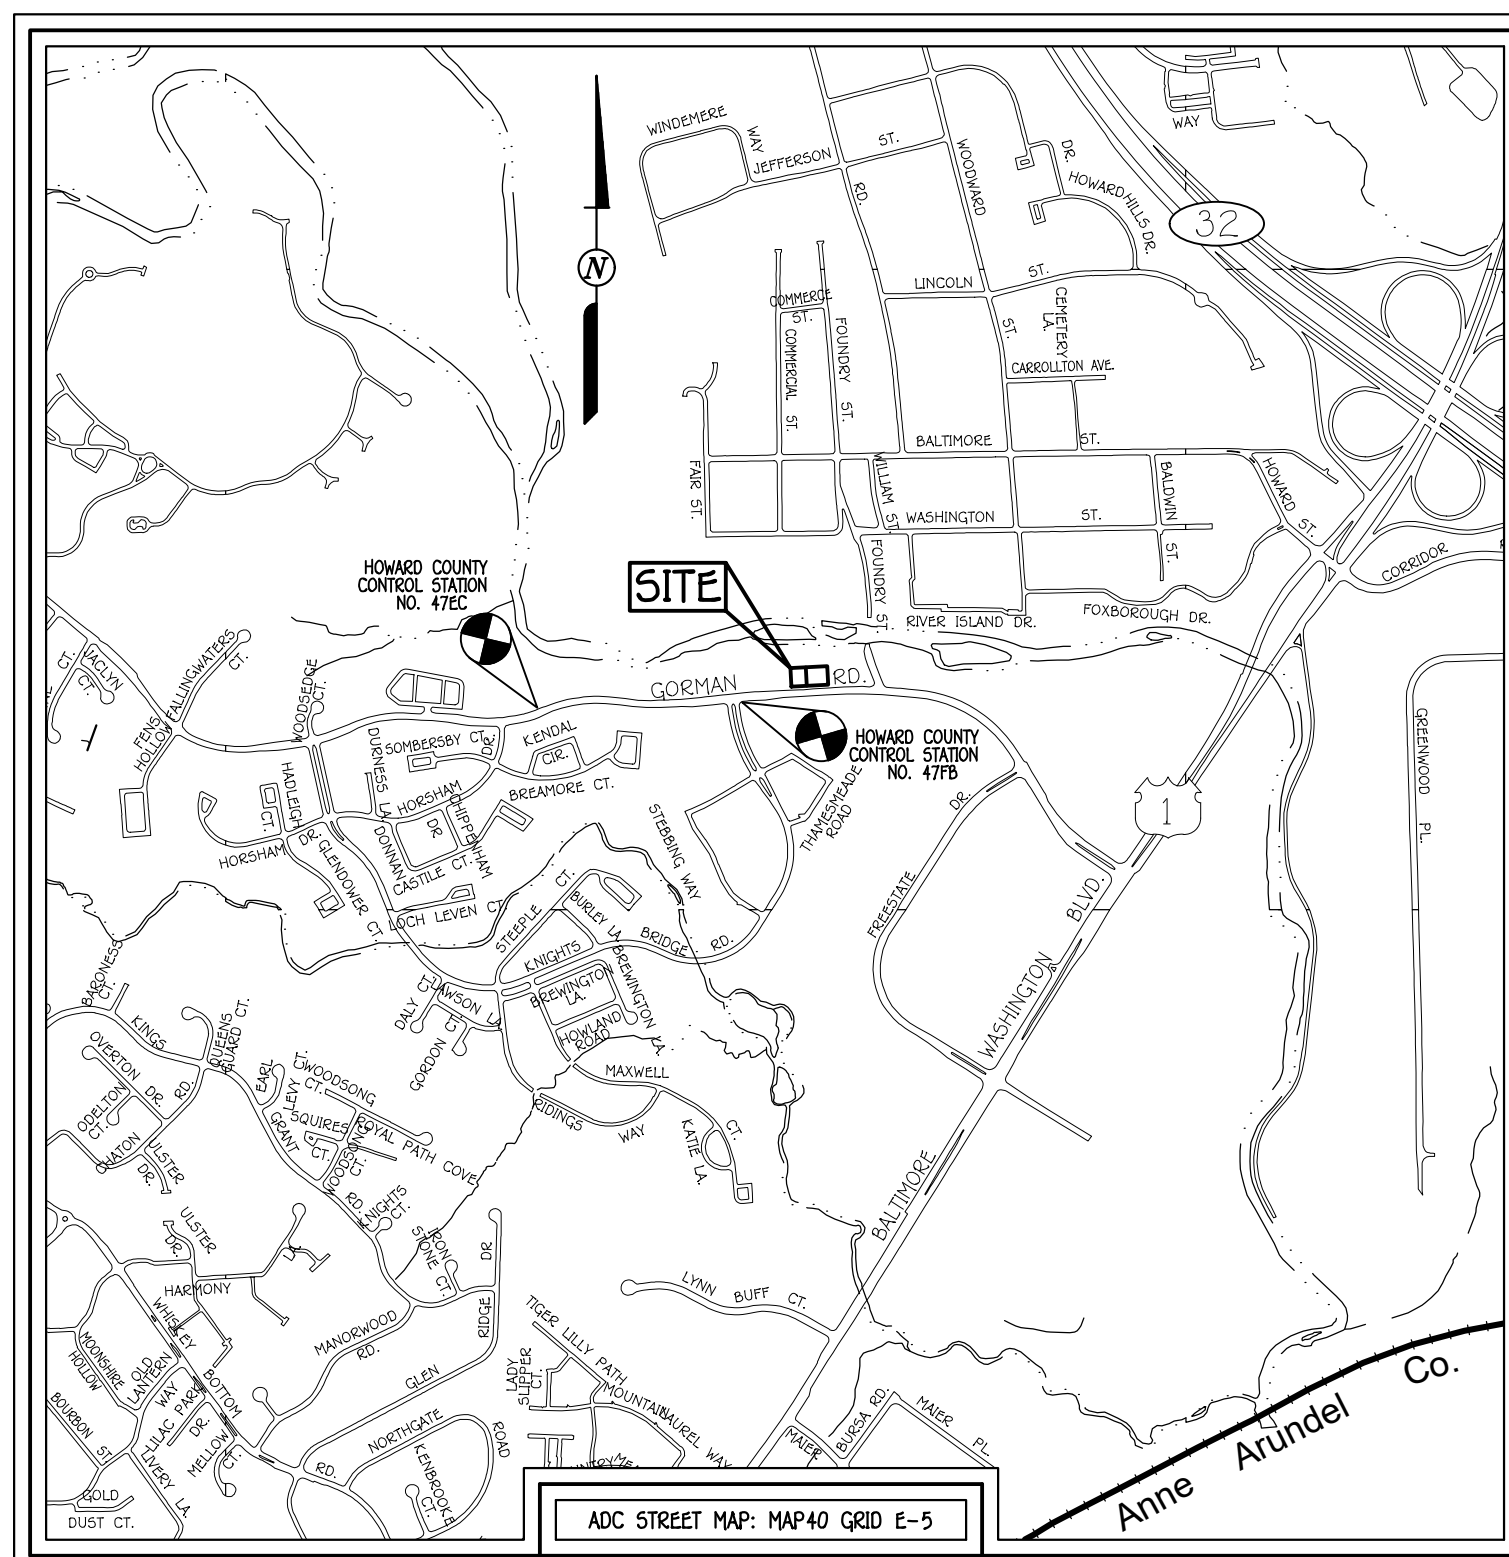 WINDEMERE
WAY
JEFFERSON
ST.
WOODWARD
RD.
DR.
HOWARD HILLS DR.
WAY
32
N
LINCOLN
ST.
COMMERCE
ST.
COMMERCIAL ST.
FOUNDRY ST.
CEMETERY
LA.
ST.
CARROLLTON AVE.
BALTIMORE
ST.
FAIR ST.
WILLIAM ST.
BALDWIN
ST.
HOWARD ST.
WASHINGTON
ST.
CORRIDOR
FOUNDRY ST.
RIVER ISLAND DR.
FOXBOROUGH DR.
HOWARD COUNTY
CONTROL STATION
NO. 47EC
SITE
GORMAN
RD.
HOWARD COUNTY
CONTROL STATION
NO. 47FB
JACLYN
CT.
CT.
FALLINGWATERS
CT.
FENS
HOLLOW
WOODSEDGE
CT.
DURNESS LA.
SOMBERSBY CT.
DR.
KENDAL
CIR.
BREAMORE CT.
HADLEIGH
CT.
HORSHAM
DR.
HORSHAM
DR.
CHIPPENHAM
DONNAN
CASTILE CT.
GLENDOWER CT.
LOCH LEVEN CT.
STEBBING WAY
THAMESMEADE
ROAD
GREENWOOD PL.
1
FREESTATE
DR.
STEEPLE
CT.
BURLEY LA.
KNIGHTS
BRIDGE RD.
BREWINGTON
LA.
BREWINGTON LA.
HOWLAND
ROAD
LAWSON LA.
DALY CT.
GORDON CT.
BARONESS
CT.
KINGS
RD.
OVERTON DR.
QUEENS
GUARD CT.
EARL
LEVY CT.
GRANT
WOODSONG
CT.
SQUIRES
CT.
ROYAL PATH COVE
WOODSONG
CT.
ODELTON
CT.
CHATON
ULSTER
DR.
RD.
KNIGHTS
CT.
IRON
STONE CT.
MAXWELL
CT.
RIDINGS
WAY
KATIE LA.
BALTIMORE
WASHINGTON
BLVD.
ULSTER
DR.
LA.
HARMONY
WHISKEY
BOTTOM
RD.
MANORWOOD
RD.
GLEN
RIDGE
DR.
LYNN BUFF CT.
TIGER LILLY PATH
LADY
SLIPPER
CT.
MOUNTAIN
LAUREL WAY
MOONSHIRE
HOLLOW
OLD
LANTERN
WAY
LILAC PARK
DR.
BOURBON ST.
MELLOW
CT.
LIVERY LA.
NORTHGATE
ROAD
KENBROOKE
CT.
GOLD
DUST CT.
BURSA RD.
MAIER
PL.
MAIER
Anne Arundel Co.
ADC STREET MAP: MAP40 GRID E-5